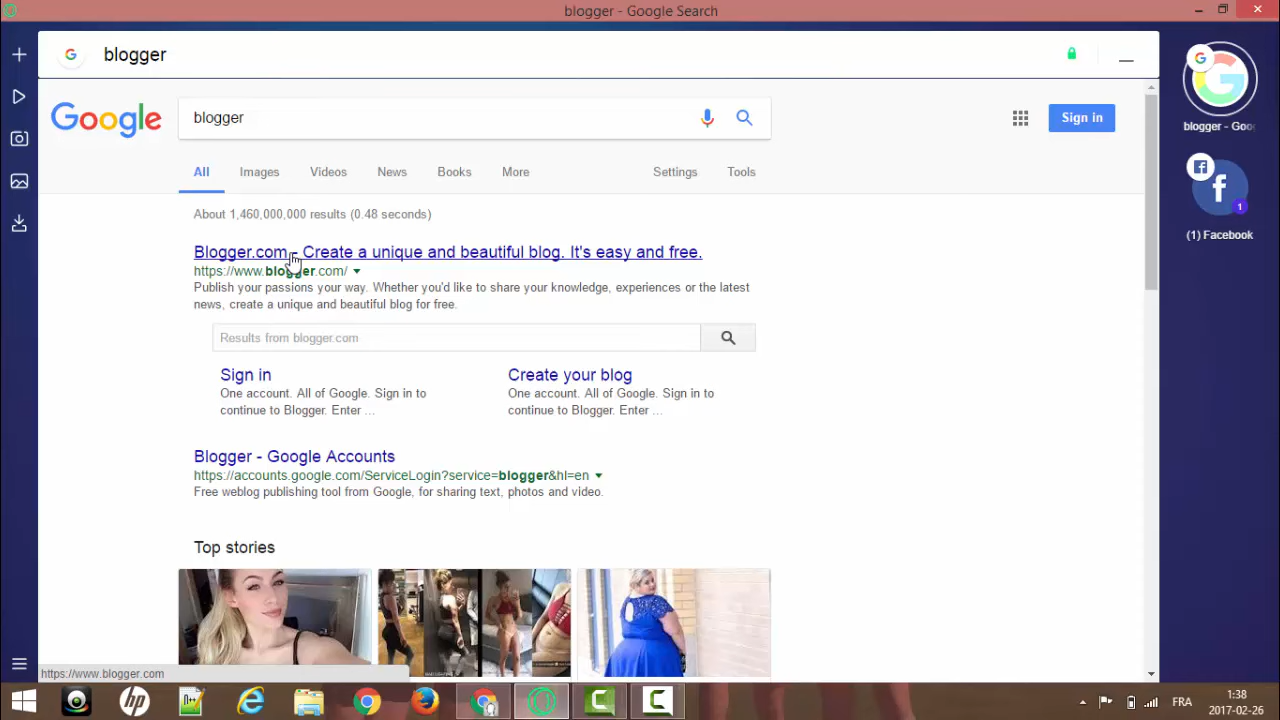 blogger - Google Search
blogger
Google
blogger
Sign in
All Images Videos News Books More Settings Tools
About 1,460,000,000 results (0.48 seconds)
Blogger.com - Create a unique and beautiful blog. It's easy and free.
https://www.blogger.com/
Publish your passions your way. Whether you'd like to share your knowledge, experiences or the latest
news, create a unique and beautiful blog for free.
Results from blogger.com
Sign in
One account. All of Google. Sign in to
continue to Blogger. Enter ...
Create your blog
One account. All of Google. Sign in to
continue to Blogger. Enter ...
Blogger - Google Accounts
https://accounts.google.com/ServiceLogin?service=blogger&hl=en
Free weblog publishing tool from Google, for sharing text, photos and video.
Top stories
https://www.blogger.com
blogger - Goo
1
(1) Facebook
hp
FRA
1:38
2017-02-26